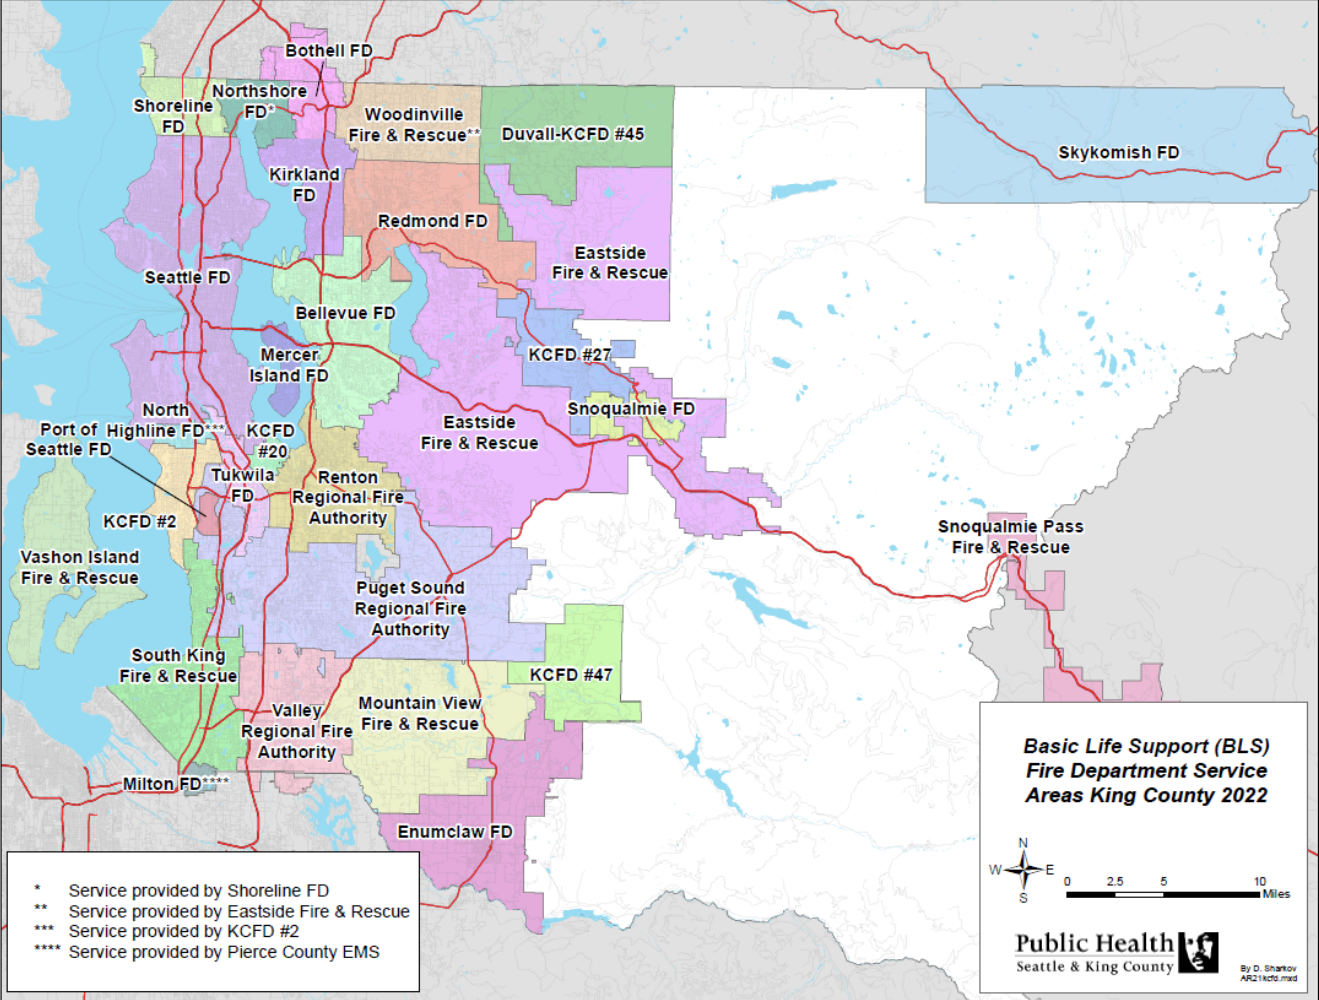 Bothell FD
Northshore
FD*
Shoreline
FD
Woodinville
Fire & Rescue**
Duvall-KCFD #45
Skykomish FD
Kirkland
FD
Redmond FD
Eastside
Fire & Rescue
Seattle FD
Bellevue FD
Mercer
Island FD
KCFD #27
Snoqualmie FD
North
Highline FD***
Port of
Seattle FD
KCFD
#20
Eastside
Fire & Rescue
Tukwila
FD
Renton
Regional Fire
Authority
KCFD #2
Snoqualmie Pass
Fire & Rescue
Vashon Island
Fire & Rescue
Puget Sound
Regional Fire
Authority
South King
Fire & Rescue
KCFD #47
Valley
Regional Fire
Authority
Mountain View
Fire & Rescue
Milton FD****
Enumclaw FD
* Service provided by Shoreline FD
** Service provided by Eastside Fire & Rescue
*** Service provided by KCFD #2
**** Service provided by Pierce County EMS
Basic Life Support (BLS)
Fire Department Service
Areas King County 2022
N
W E
S
0 2.5 5 10
Miles
Public Health
Seattle & King County
By D. Sharkov
AR21kcfd.mxd